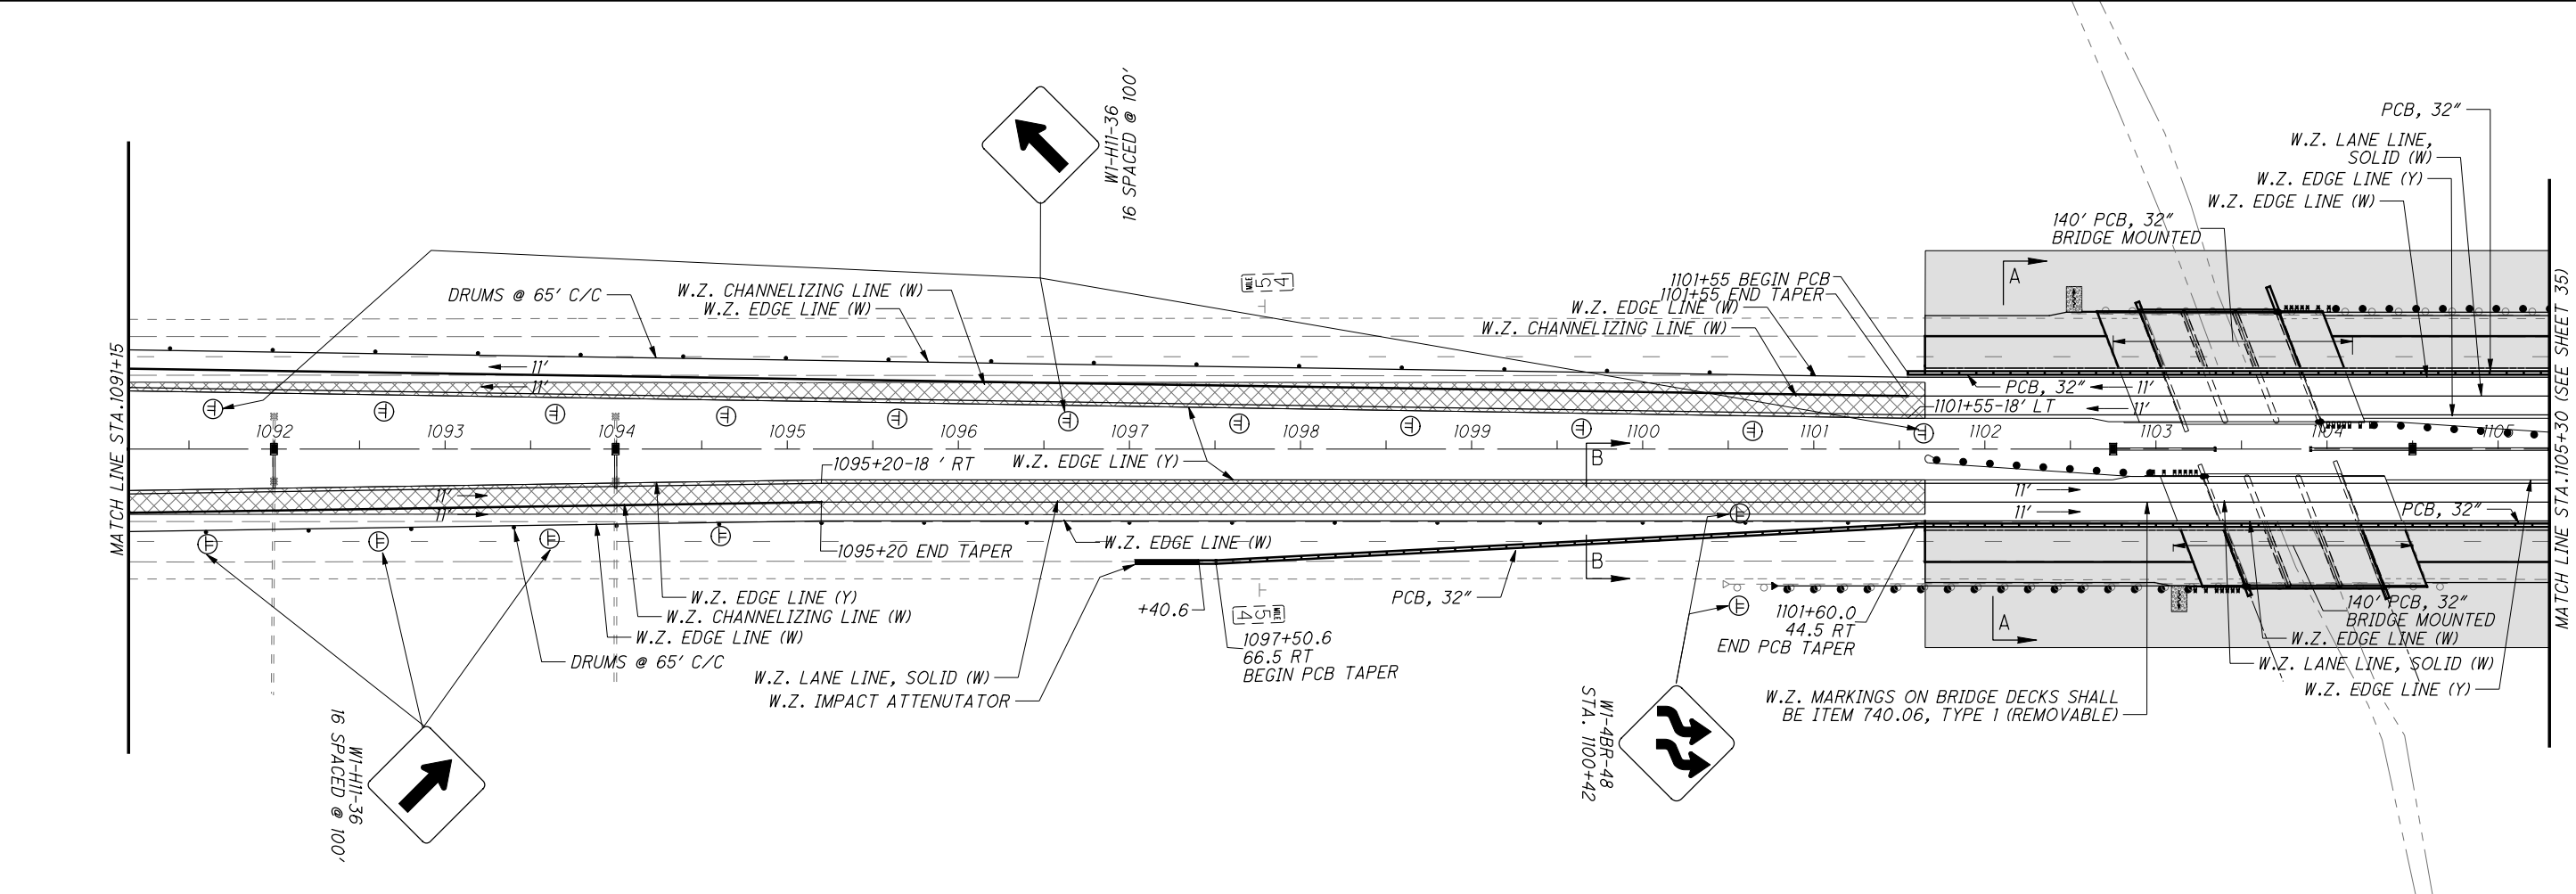 MATCH LINE STA.1091+15
W1-H11-36
16 SPACED @ 100'
DRUMS @ 65' C/C
W.Z. CHANNELIZING LINE (W)
W.Z. EDGE LINE (W)
MILE
5
4
1101+55 BEGIN PCB
1101+55 END TAPER
W.Z. EDGE LINE (W)
W.Z. CHANNELIZING LINE (W)
PCB, 32"
W.Z. LANE LINE,
SOLID (W)
W.Z. EDGE LINE (Y)
W.Z. EDGE LINE (W)
140' PCB, 32"
BRIDGE MOUNTED
A
11'
11'
PCB, 32"
11'
11'
1101+55-18' LT
1092
1093
1094
1095
1096
1097
1098
1099
1100
1101
1102
1103
1104
1105
1095+20-18 ' RT
W.Z. EDGE LINE (Y)
B
11'
11'
11'
11'
PCB, 32"
1095+20 END TAPER
W.Z. EDGE LINE (W)
B
W.Z. EDGE LINE (Y)
W.Z. CHANNELIZING LINE (W)
W.Z. EDGE LINE (W)
DRUMS @ 65' C/C
+40.6
MILE
5
4
1097+50.6
66.5 RT
BEGIN PCB TAPER
PCB, 32"
1101+60.0
44.5 RT
END PCB TAPER
A
140' PCB, 32"
BRIDGE MOUNTED
W.Z. EDGE LINE (W)
W.Z. LANE LINE, SOLID (W)
W.Z. EDGE LINE (Y)
W.Z. LANE LINE, SOLID (W)
W.Z. IMPACT ATTENUTATOR
W.Z. MARKINGS ON BRIDGE DECKS SHALL
BE ITEM 740.06, TYPE 1 (REMOVABLE)
W1-H11-36
16 SPACED @ 100'
W1-4BR-48
STA. 1100+42
MATCH LINE STA.1105+30 (SEE SHEET 35)